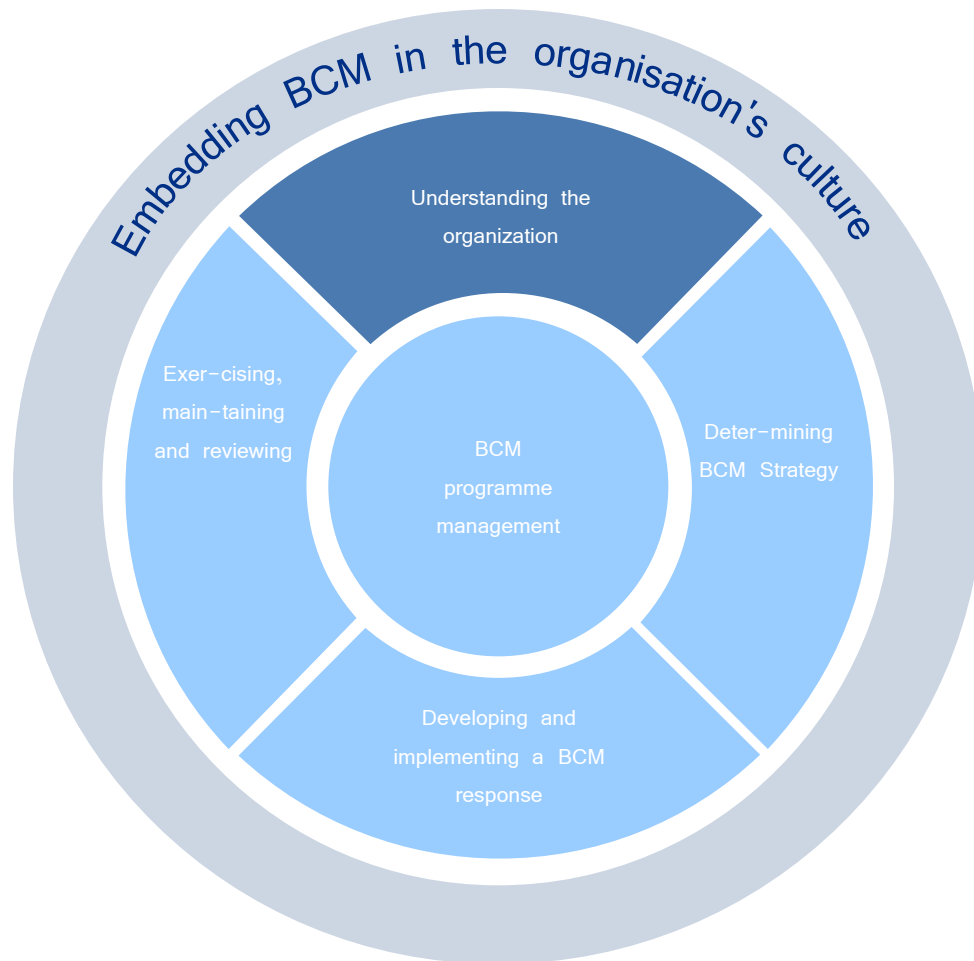 Embedding BCM in the organisation's culture
Understanding the
organization
Exer-cising,
main-taining
and reviewing
Deter-mining
BCM Strategy
BCM
programme
management
Developing and
implementing a BCM
response